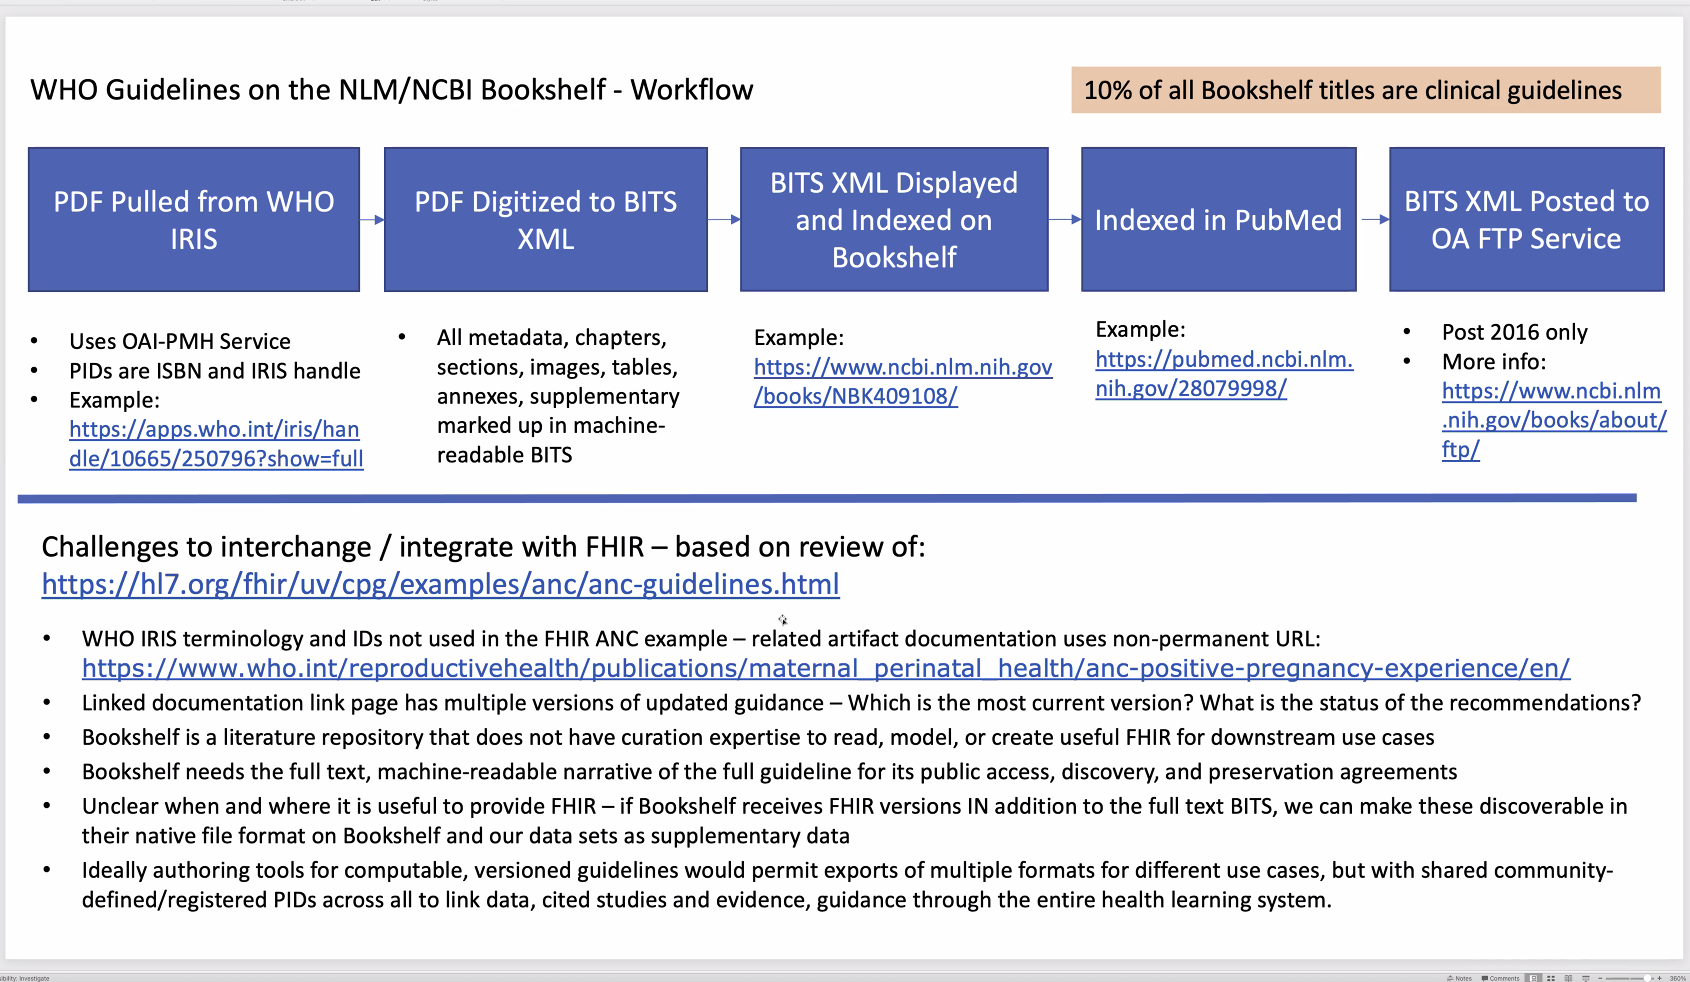 WHO Guidelines on the NLM/NCBI Bookshelf - Workflow
10% of all Bookshelf titles are clinical guidelines
PDF Pulled from WHO
IRIS
PDF Digitized to BITS
XML
BITS XML Displayed
and Indexed on
Bookshelf
Indexed in PubMed
BITS XML Posted to
OA FTP Service
• Uses OAI-PMH Service
• PIDs are ISBN and IRIS handle
• Example:
https://apps.who.int/iris/han
dle/10665/250796?show=full
• All metadata, chapters,
sections, images, tables,
annexes, supplementary
marked up in machine-
readable BITS
Example:
https://www.ncbi.nlm.nih.gov
/books/NBK409108/
Example:
https://pubmed.ncbi.nlm.
nih.gov/28079998/
• Post 2016 only
• More info:
https://www.ncbi.nlm
.nih.gov/books/about/
ftp/
Challenges to interchange / integrate with FHIR – based on review of:
https://hl7.org/fhir/uv/cpg/examples/anc/anc-guidelines.html
• WHO IRIS terminology and IDs not used in the FHIR ANC example – related artifact documentation uses non-permanent URL:
https://www.who.int/reproductivehealth/publications/maternal_perinatal_health/anc-positive-pregnancy-experience/en/
• Linked documentation link page has multiple versions of updated guidance – Which is the most current version? What is the status of the recommendations?
• Bookshelf is a literature repository that does not have curation expertise to read, model, or create useful FHIR for downstream use cases
• Bookshelf needs the full text, machine-readable narrative of the full guideline for its public access, discovery, and preservation agreements
• Unclear when and where it is useful to provide FHIR – if Bookshelf receives FHIR versions IN addition to the full text BITS, we can make these discoverable in
their native file format on Bookshelf and our data sets as supplementary data
• Ideally authoring tools for computable, versioned guidelines would permit exports of multiple formats for different use cases, but with shared community-
defined/registered PIDs across all to link data, cited studies and evidence, guidance through the entire health learning system.
ibility: Investigate
Notes
Comments
360%